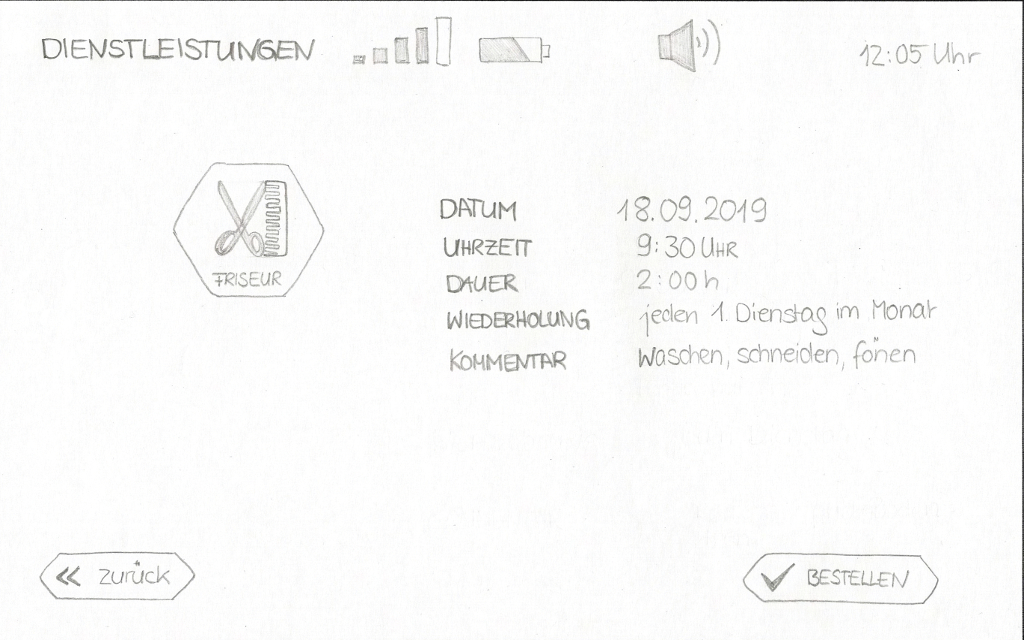 DIENSTLEISTUNGEN
12:05 Uhr
FRISEUR
DATUM 18.09.2019
UHRZEIT 9:30 UHR
DAUER 2:00 h
WIEDERHOLUNG jeden 1. Dienstag im Monat
KOMMENTAR Waschen, schneiden, fönen
« zurück
BESTELLEN